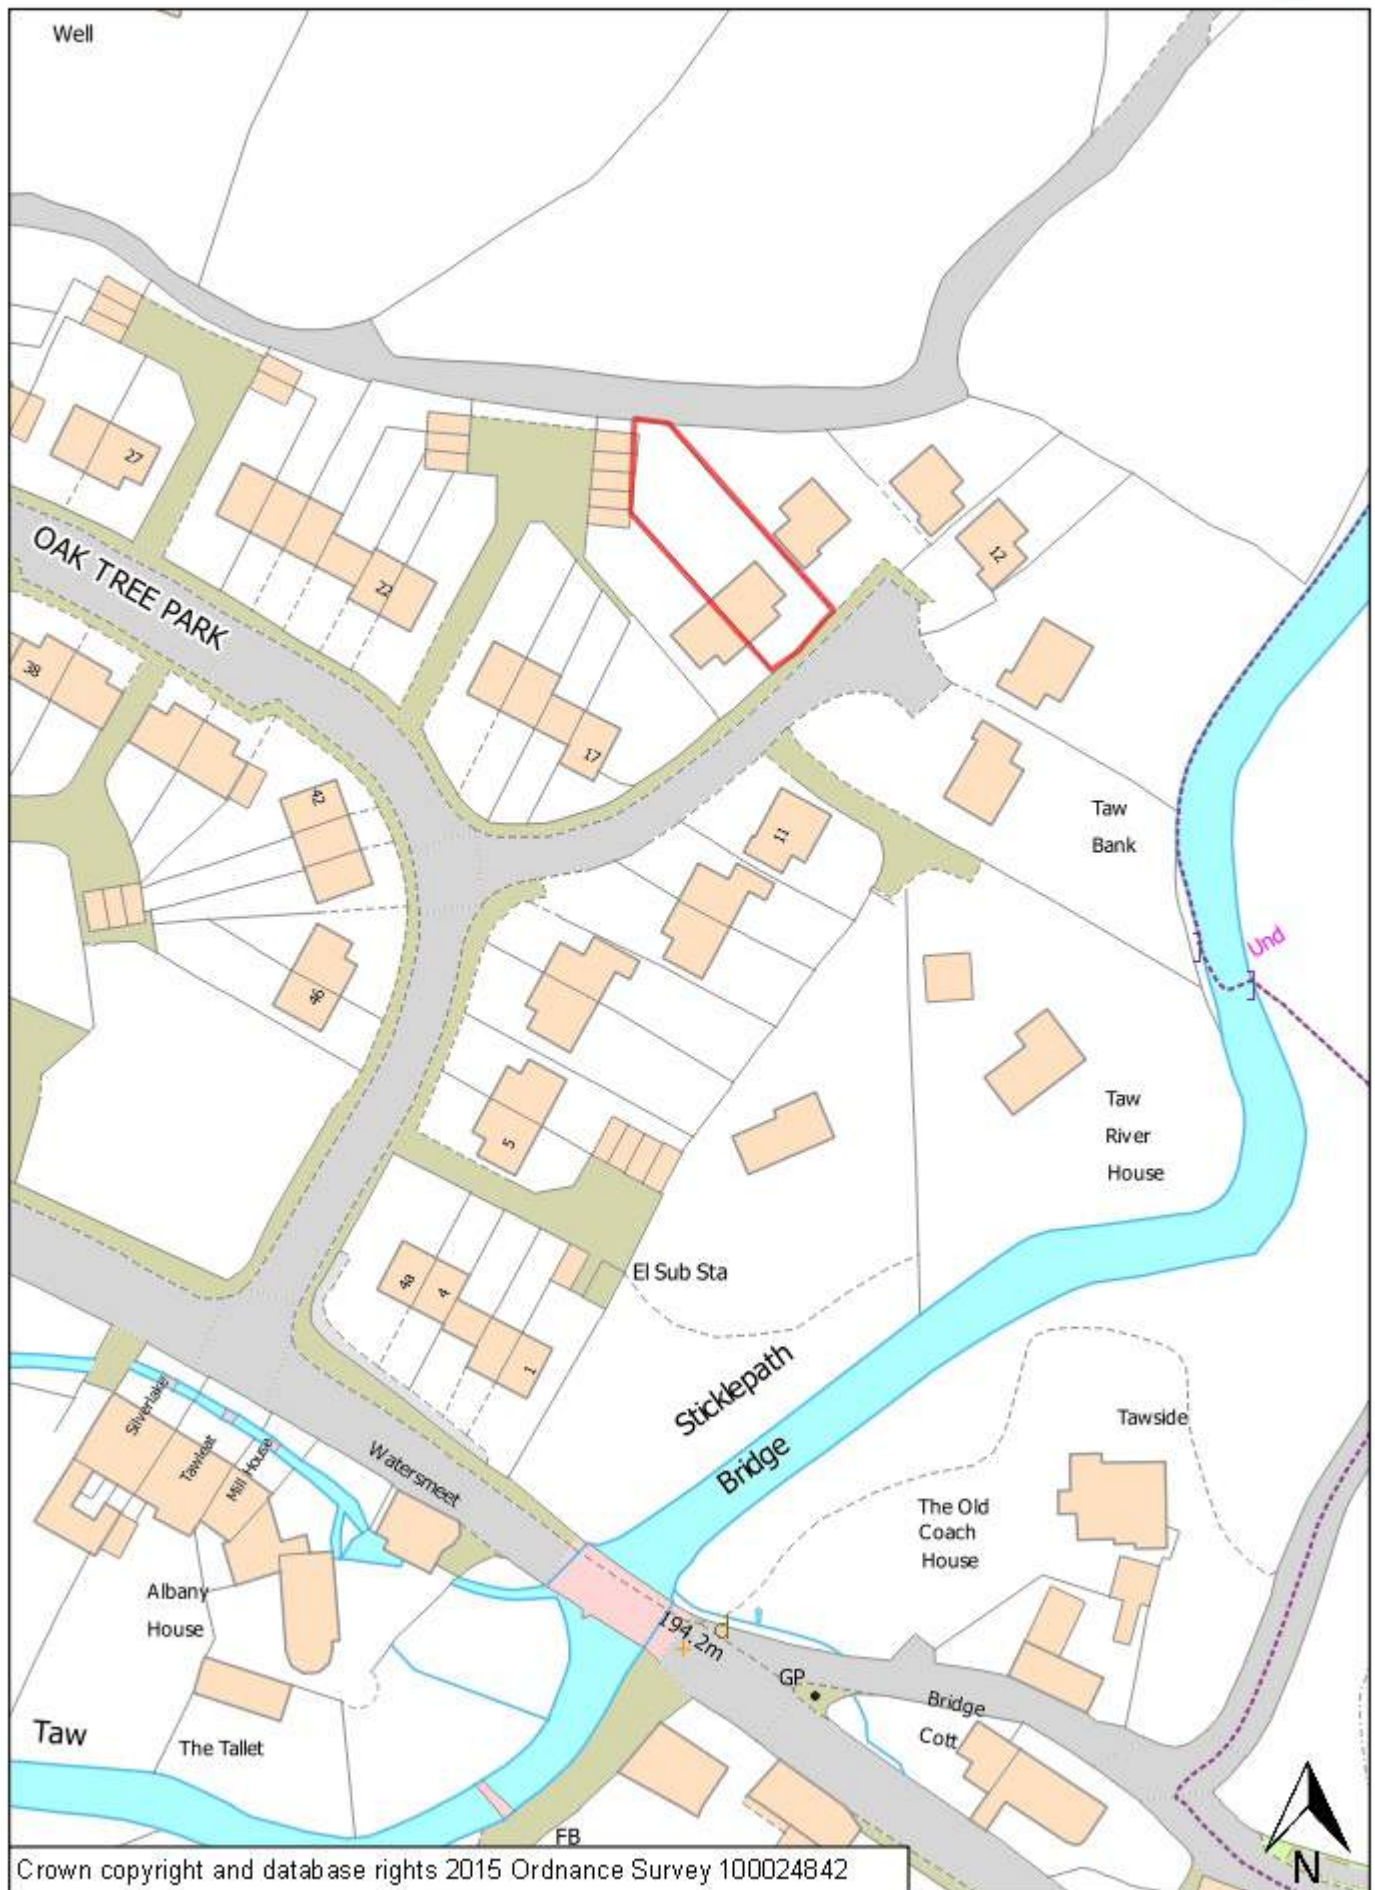 Well
27
OAK TREE PARK
22
12
38
17
42
11
Taw
Bank
Und
46
Taw
River
House
5
El Sub Sta
4a
4
1
Sticklepath
Bridge
Silverlake
Tawleat
Mill House
Watersmeet
Tawside
The Old
Coach
House
Albany
House
194.2m
GP
Bridge
Cott
Taw
The Tallet
FB
N
Crown copyright and database rights 2015 Ordnance Survey 100024842